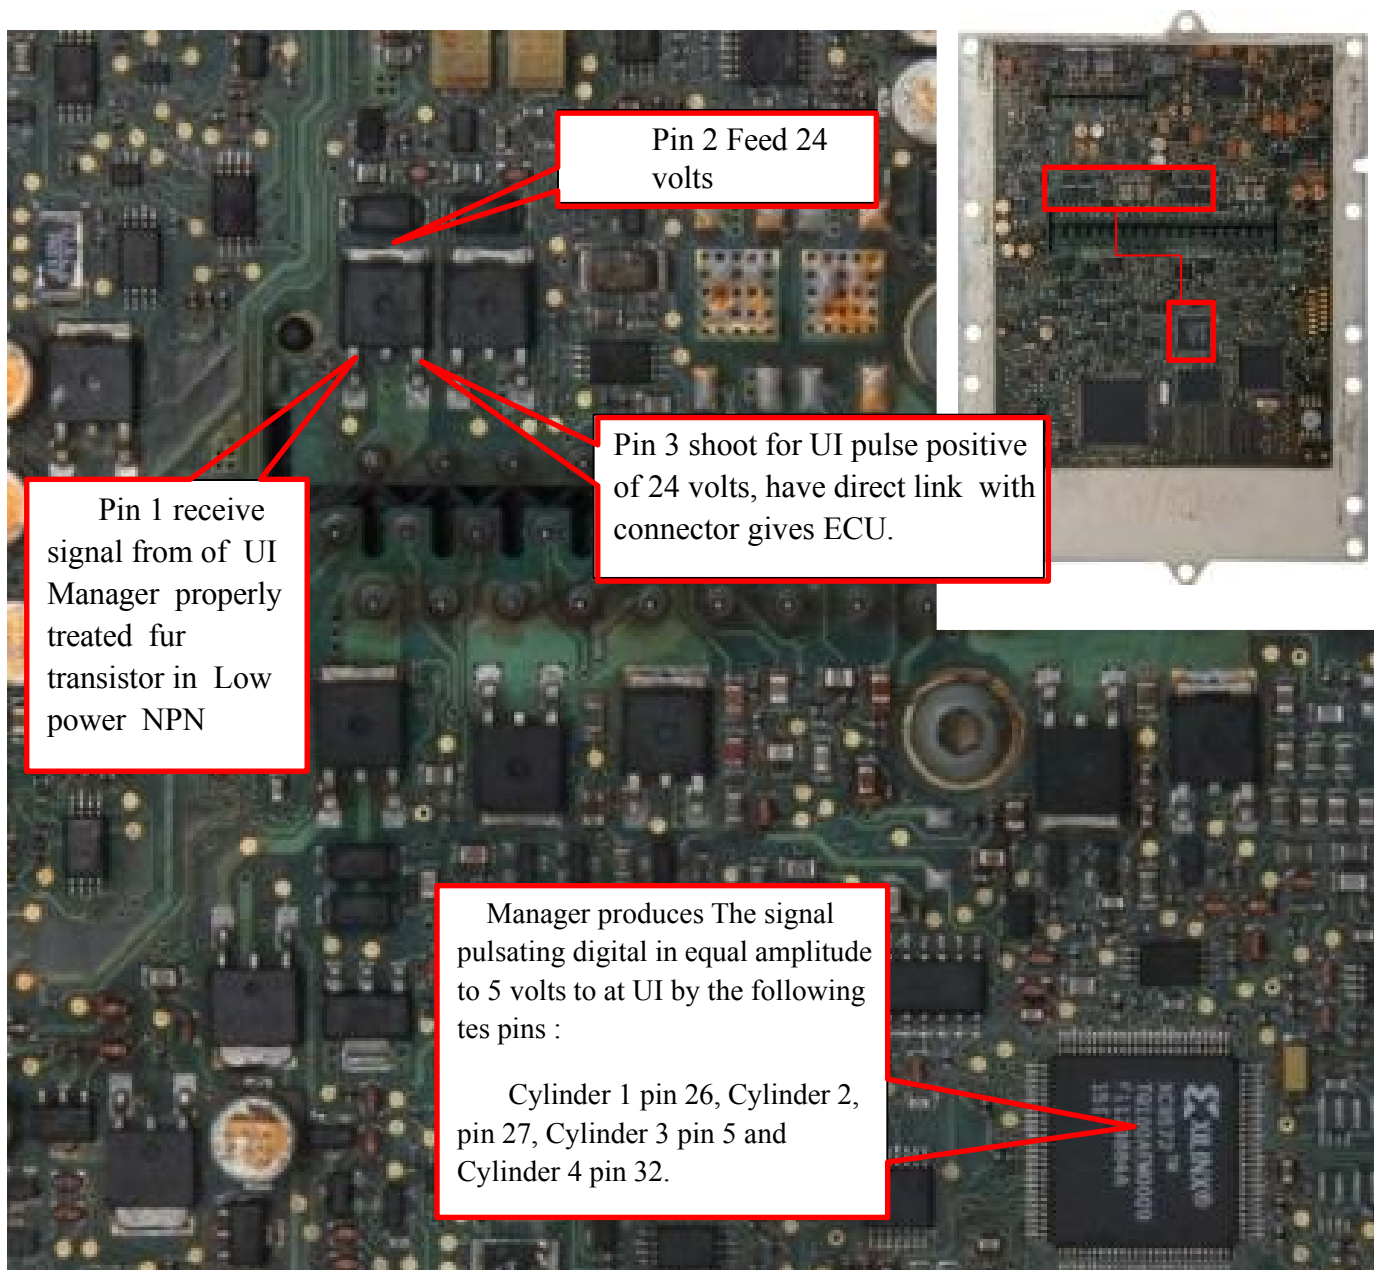 Pin 2 Feed 24
volts
Pin 3 shoot for UI pulse positive
of 24 volts, have direct link with
connector gives ECU.
Pin 1 receive
signal from of UI
Manager properly
treated fur
transistor in Low
power NPN
Manager produces The signal
pulsating digital in equal amplitude
to 5 volts to at UI by the following
tes pins :
Cylinder 1 pin 26, Cylinder 2,
pin 27, Cylinder 3 pin 5 and
Cylinder 4 pin 32.
XILINX®